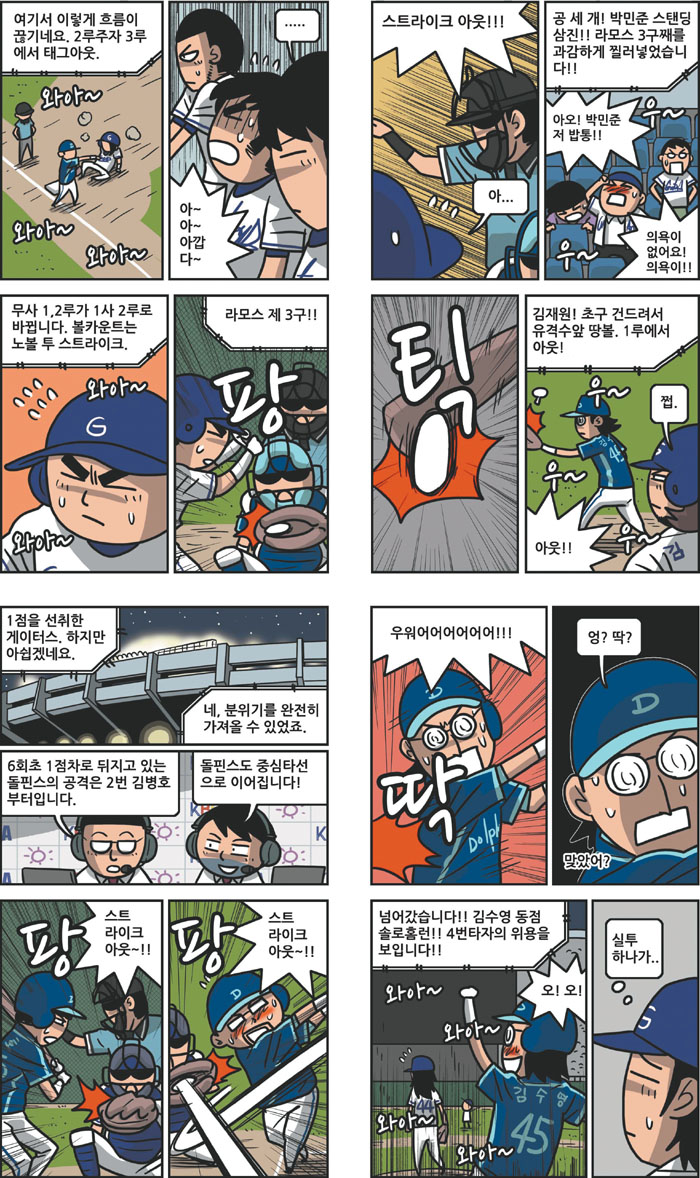 여기서 이렇게 흐름이
끊기네요. 2루주자 3루
에서 태그아웃.
와아~
와아~
와아~
.....
아~
아~
아깝
다~
무사 1,2루가 1사 2루로
바뀝니다. 볼카운트는
노볼 투 스트라이크.
와아~
G
와아~
라모스 제 3구!!
팡
스트라이크 아웃!!!
아...
공 세 개! 박민준 스탠딩
삼진!! 라모스 3구째를
과감하게 찔러넣었습니
다!!
우~
아오! 박민준
저 밥통!!
우~
의욕이
없어요!
의욕이!!
틱
김재원! 초구 건드려서
유격수앞 땅볼. 1루에서
아웃!
우~
D
쩝.
45
우~
아웃!!
우~
김
1점을 선취한
게이터스. 하지만
아쉽겠네요.
네, 분위기를 완전히
가져올 수 있었죠.
6회초 1점차로 뒤지고 있는
돌핀스의 공격은 2번 김병호
부터입니다.
돌핀스도 중심타선
으로 이어집니다!
팡
스트
라이크
아웃~!!
D
팡
스트
라이크
아웃~!!
D
우워어어어어어어!!!
D
딱
Dolph
엉? 딱?
D
맞았어?
넘어갔습니다!! 김수영 동점
솔로홈런!! 4번타자의 위용을
보입니다!!
와아~
오! 오!
와아~
44
김수영
45
와아~
실투
하나가..
G